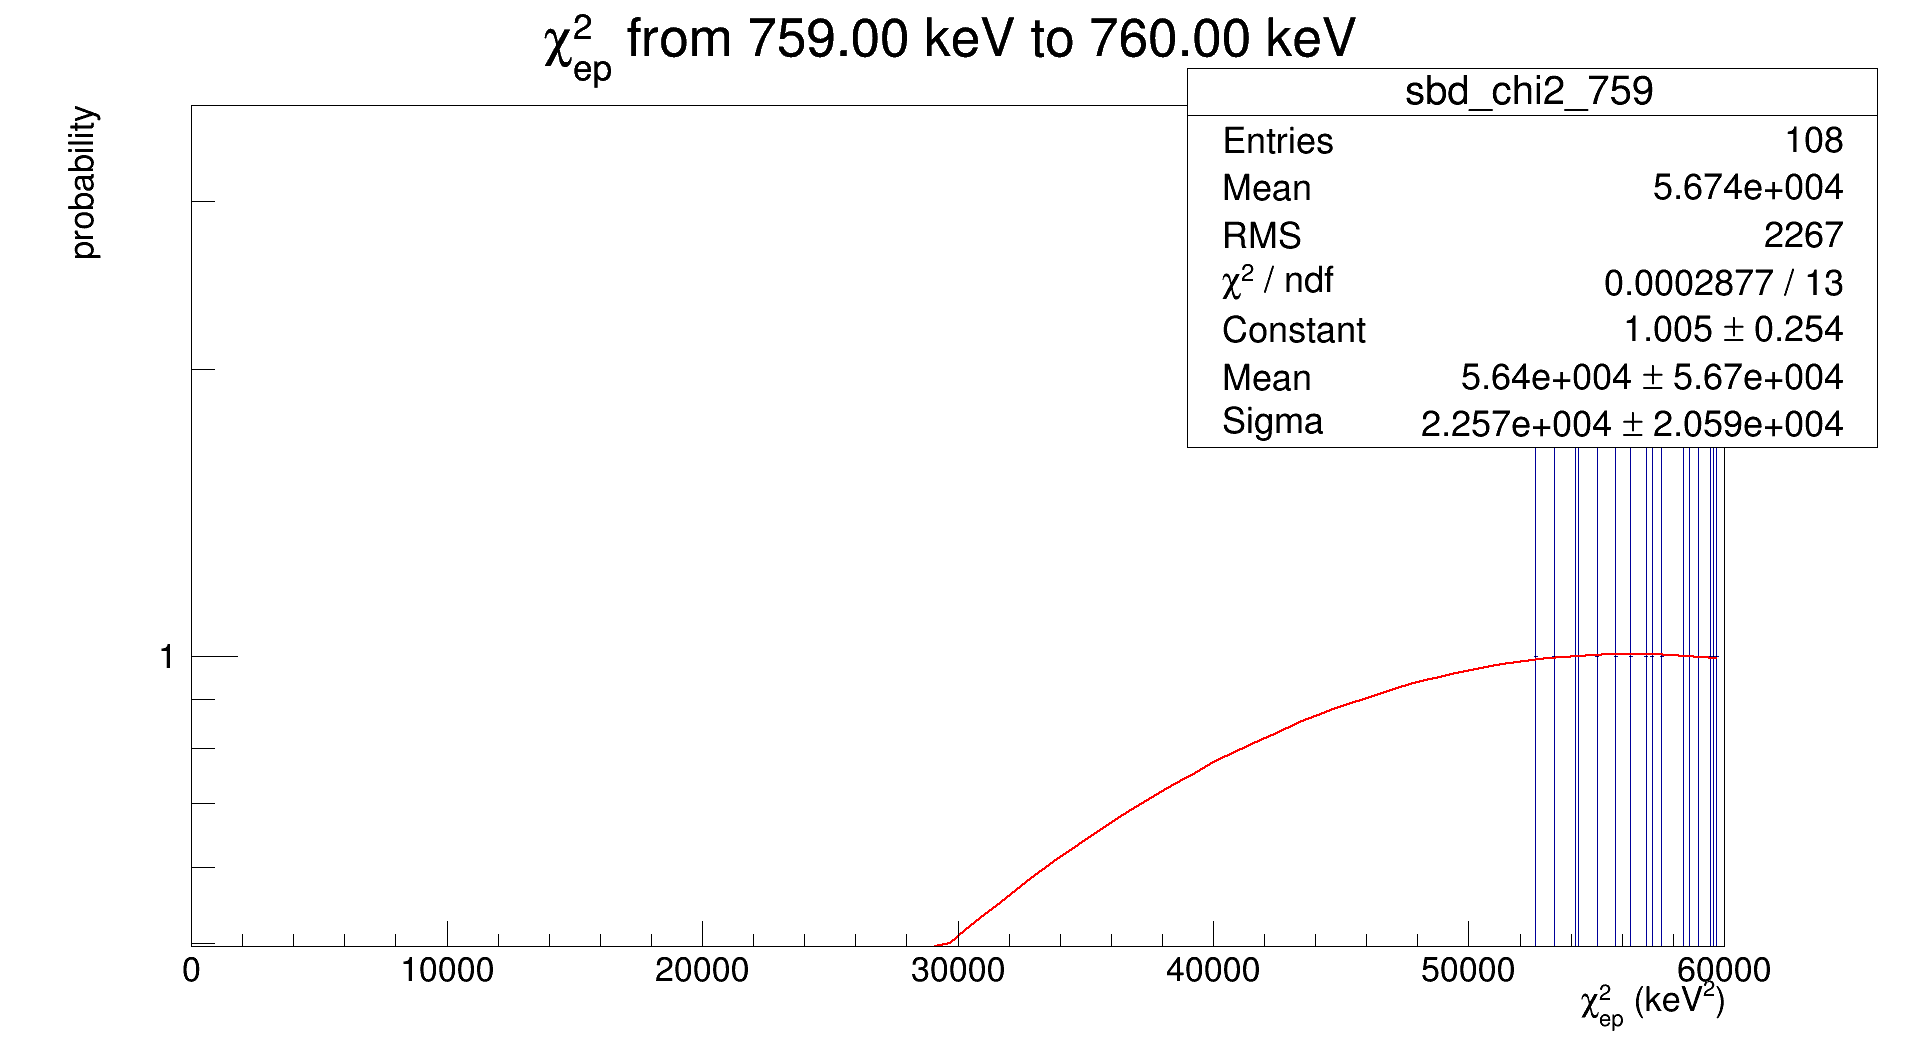 χ²ep from 759.00 keV to 760.00 keV
probability
sbd_chi2_759
Entries 108
Mean 5.674e+004
RMS 2267
χ² / ndf 0.0002877 / 13
Constant 1.005 ± 0.254
Mean 5.64e+004 ± 5.67e+004
Sigma 2.257e+004 ± 2.059e+004
1
0 10000 20000 30000 40000 50000 60000
χ²ep (keV²)